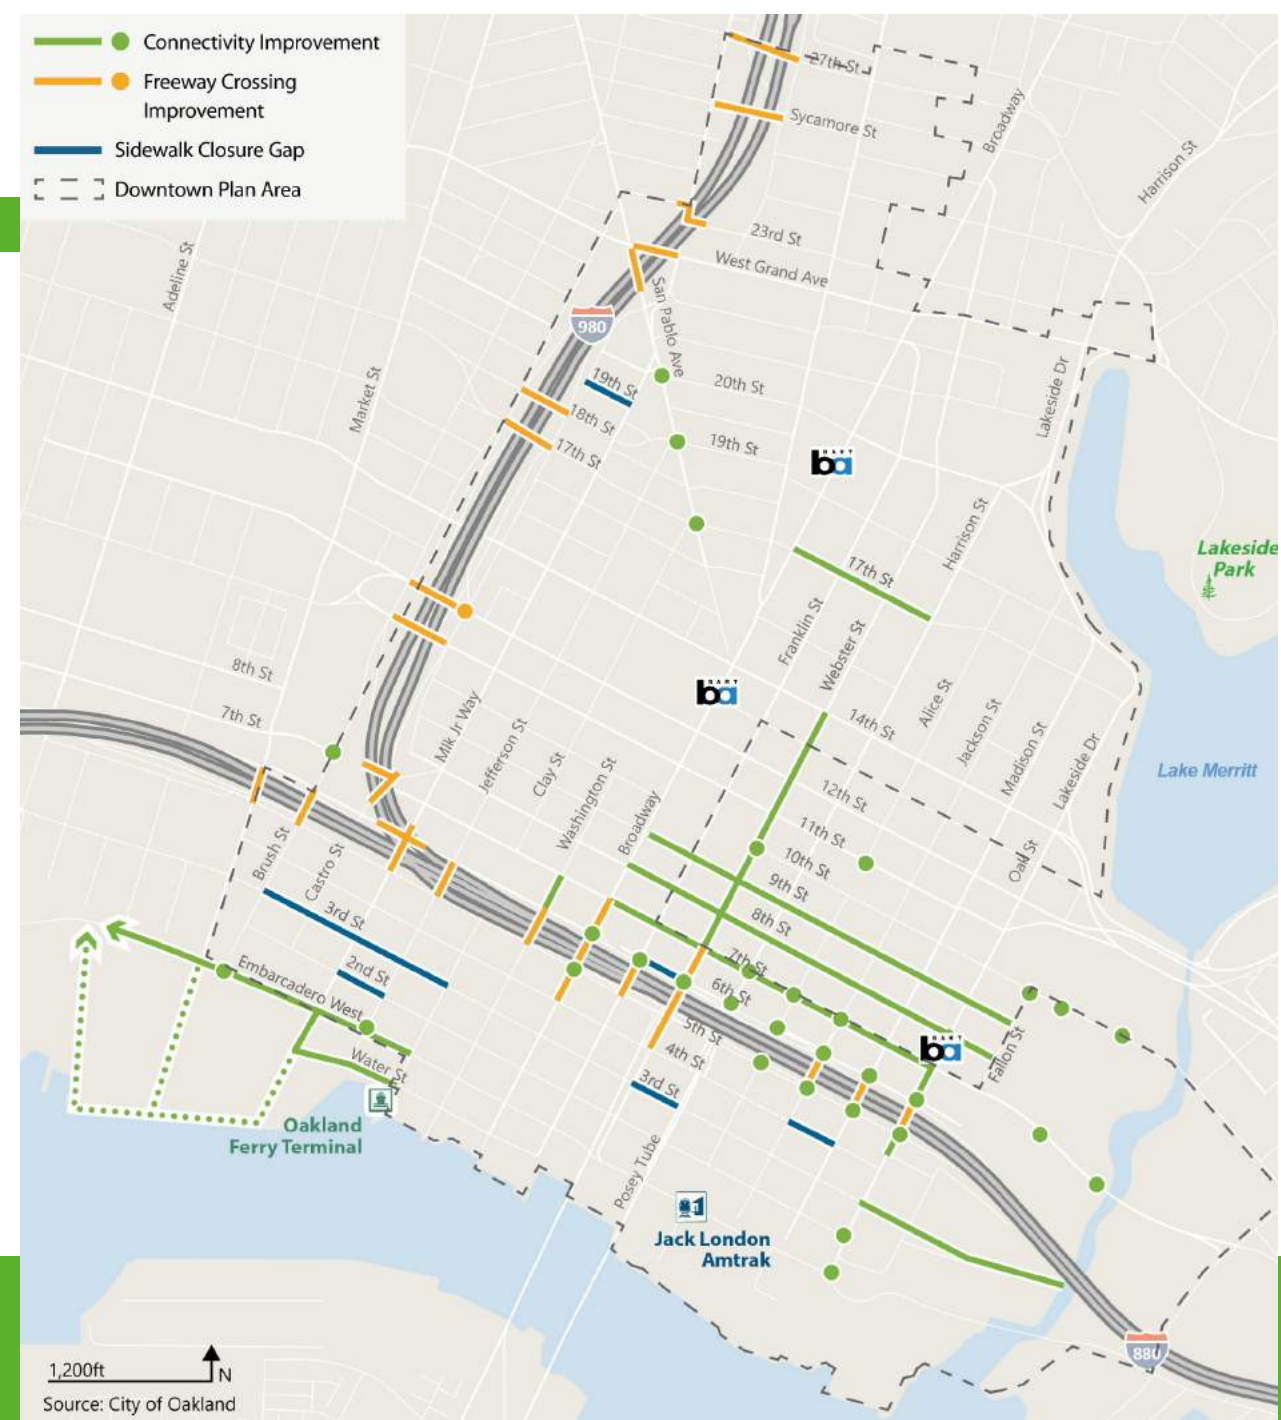 Connectivity Improvement
Freeway Crossing
Improvement
Sidewalk Closure Gap
Downtown Plan Area
27th St
Sycamore St
Broadway
Harrison St
Adeline St
23rd St
West Grand Ave
San Pablo Ave
980
Market St
19th St
18th St
17th St
20th St
19th St
Lakeside Dr
BART
ba
Harrison St
17th St
Lakeside
Park
Franklin St
Webster St
8th St
7th St
BART
ba
Mlk Jr Way
Jefferson St
Clay St
Washington St
Broadway
14th St
Alice St
Jackson St
Madison St
Lakeside Dr
Lake Merritt
12th St
11th St
10th St
9th St
8th St
7th St
6th St
5th St
4th St
3rd St
Oak St
Brush St
Castro St
3rd St
2nd St
Embarcadero West
Water St
BART
ba
Fallon St
Oakland
Ferry Terminal
Posey Tube
Jack London
Amtrak
880
1,200ft
N
Source: City of Oakland